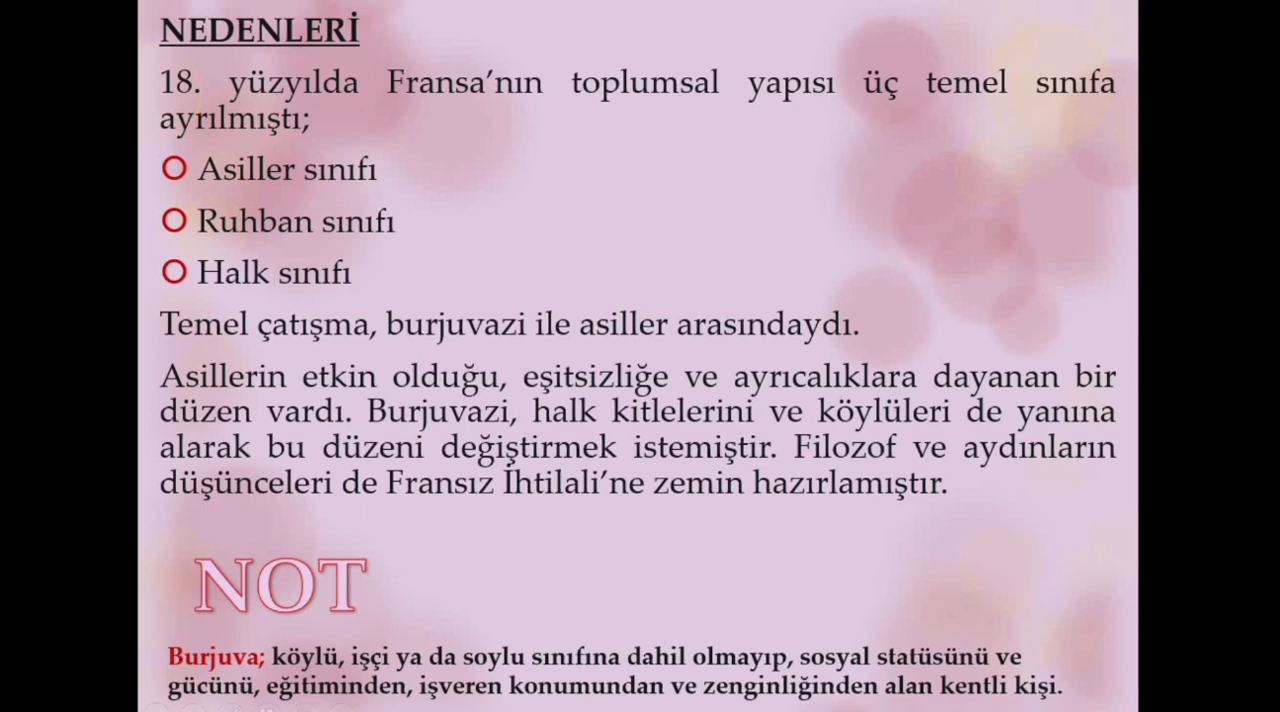 NEDENLERİ
18. yüzyılda Fransa’nın toplumsal yapısı üç temel sınıfa
ayrılmıştı;
Asiller sınıfı
Ruhban sınıfı
Halk sınıfı
Temel çatışma, burjuvazi ile asiller arasındaydı.
Asillerin etkin olduğu, eşitsizliğe ve ayrıcalıklara dayanan bir
düzen vardı. Burjuvazi, halk kitlelerini ve köylüleri de yanına
alarak bu düzeni değiştirmek istemiştir. Filozof ve aydınların
düşünceleri de Fransız İhtilali’ne zemin hazırlamıştır.
NOT
Burjuva; köylü, işçi ya da soylu sınıfına dahil olmayıp, sosyal statüsünü ve
gücünü, eğitiminden, işveren konumundan ve zenginliğinden alan kentli kişi.